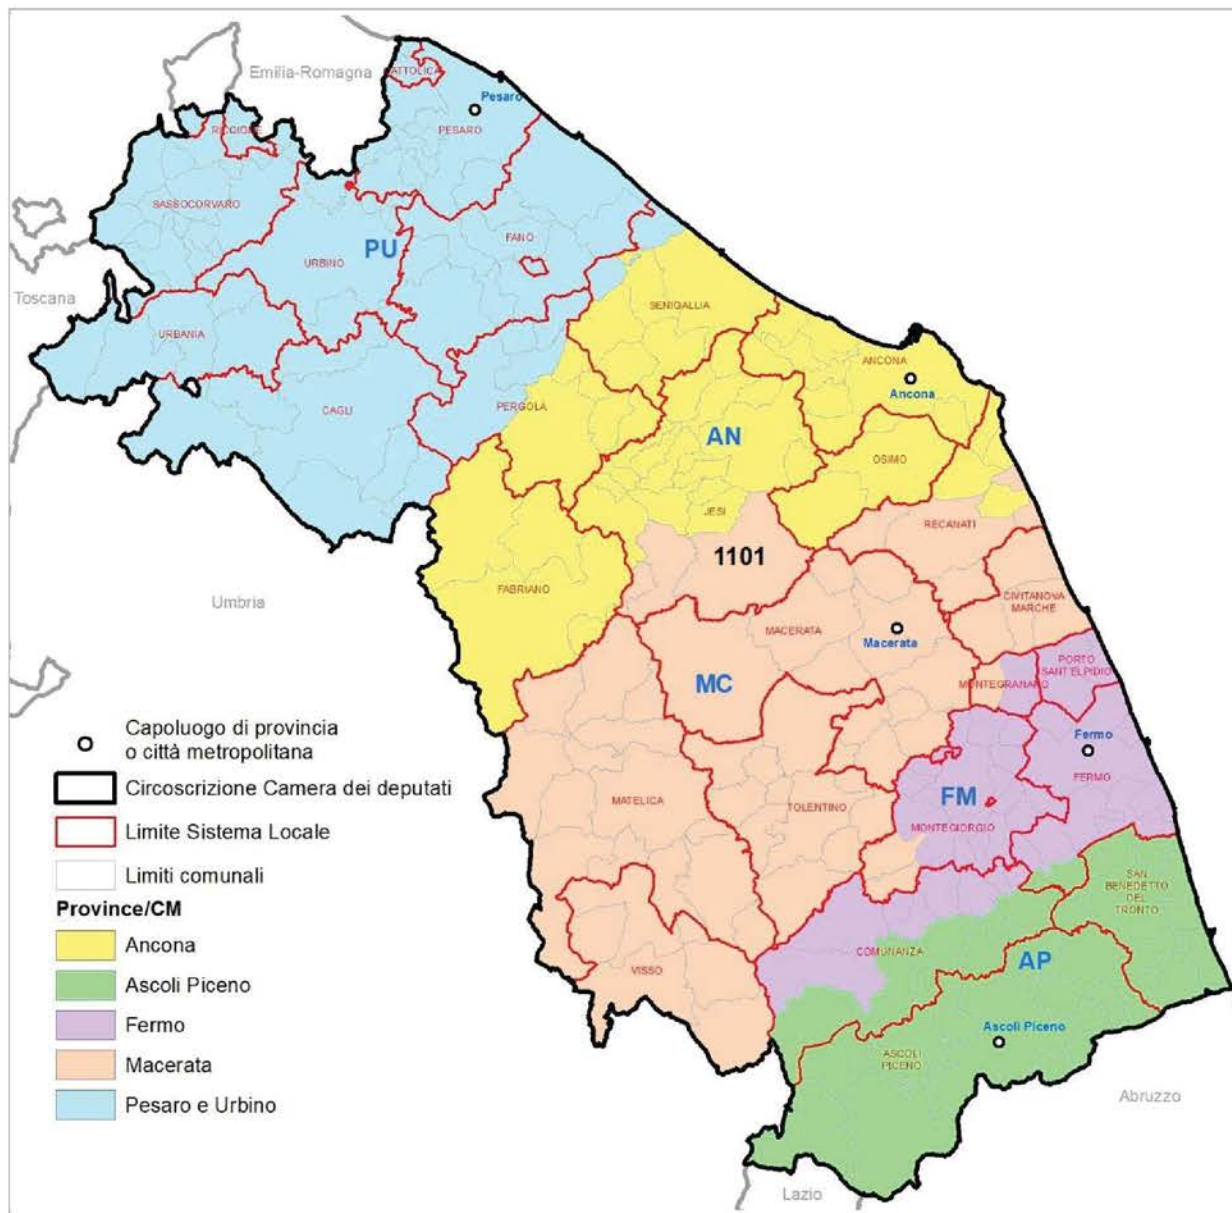 Emilia-Romagna
CATTOLICA
Pesaro
PESARO
RICCIONE
SASSOCORVARO
FANO
PU
URBINO
Toscana
URBANIA
SENIGALLIA
ANCONA
Ancona
CAGLI
PERGOLA
AN
OSIMO
JESI
RECANATI
1101
FABRIANO
Umbria
CIVITANOVA
MARCHE
MACERATA
Macerata
PORTO
SANT'ELPIDIO
MONTEGRANARO
MC
Fermo
FERMO
MATELICA
TOLENTINO
FM
MONTEGIORGIO
SAN
BENEDETTO
DEL
TRONTO
COMUNANZA
AP
VISSO
Ascoli Piceno
ASCOLI
PICENO
Abruzzo
Lazio
Capoluogo di provincia
o città metropolitana
Circoscrizione Camera dei deputati
Limite Sistema Locale
Limiti comunali
Province/CM
Ancona
Ascoli Piceno
Fermo
Macerata
Pesaro e Urbino